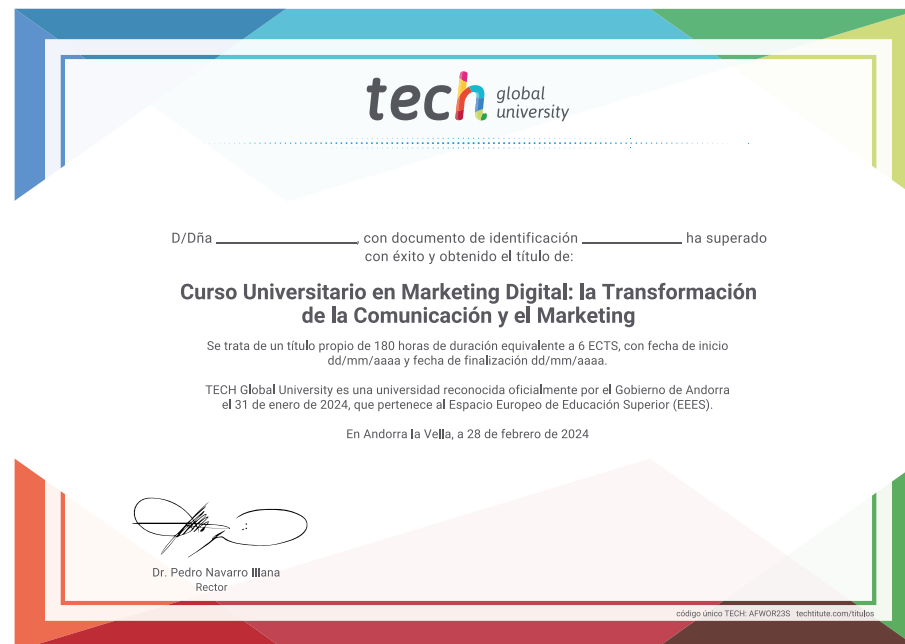 tech global university
D/Dña ____________, con documento de identificación ____________ ha superado
con éxito y obtenido el título de:
Curso Universitario en Marketing Digital: la Transformación
de la Comunicación y el Marketing
Se trata de un título propio de 180 horas de duración equivalente a 6 ECTS, con fecha de inicio
dd/mm/aaaa y fecha de finalización dd/mm/aaaa.
TECH Global University es una universidad reconocida oficialmente por el Gobierno de Andorra
el 31 de enero de 2024, que pertenece al Espacio Europeo de Educación Superior (EEES).
En Andorra la Vella, a 28 de febrero de 2024
Dr. Pedro Navarro Illana
Rector
código único TECH: AFWOR23S techtitute.com/titulos